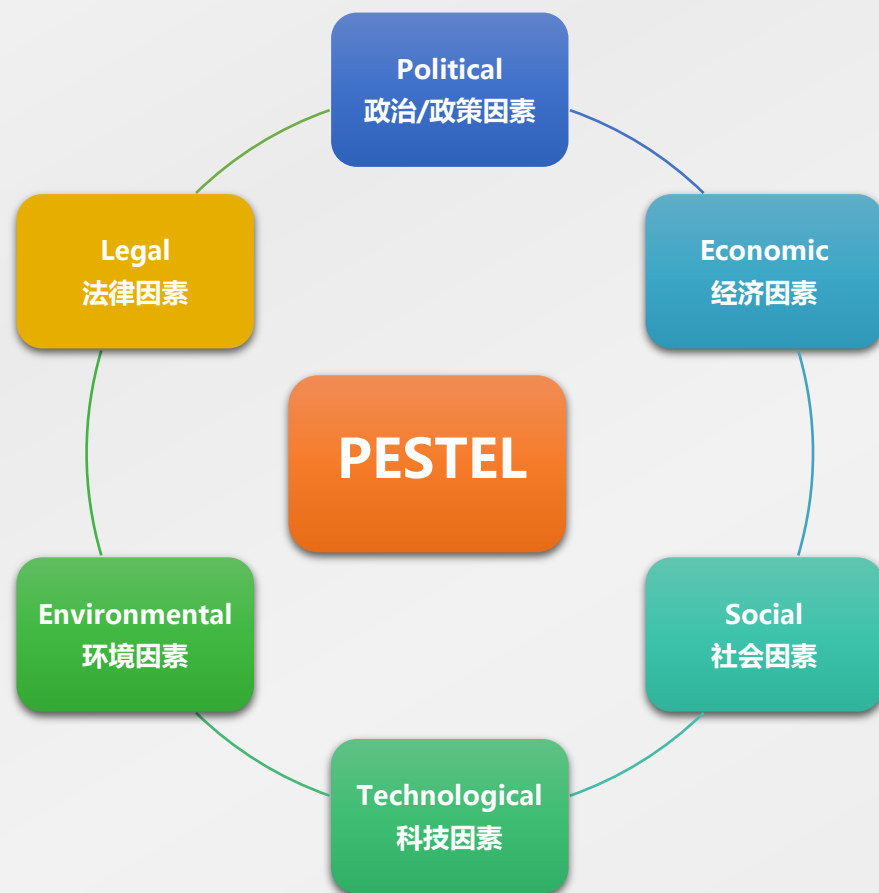 Political
政治/政策因素
Legal
法律因素
Economic
经济因素
PESTEL
Environmental
环境因素
Social
社会因素
Technological
科技因素